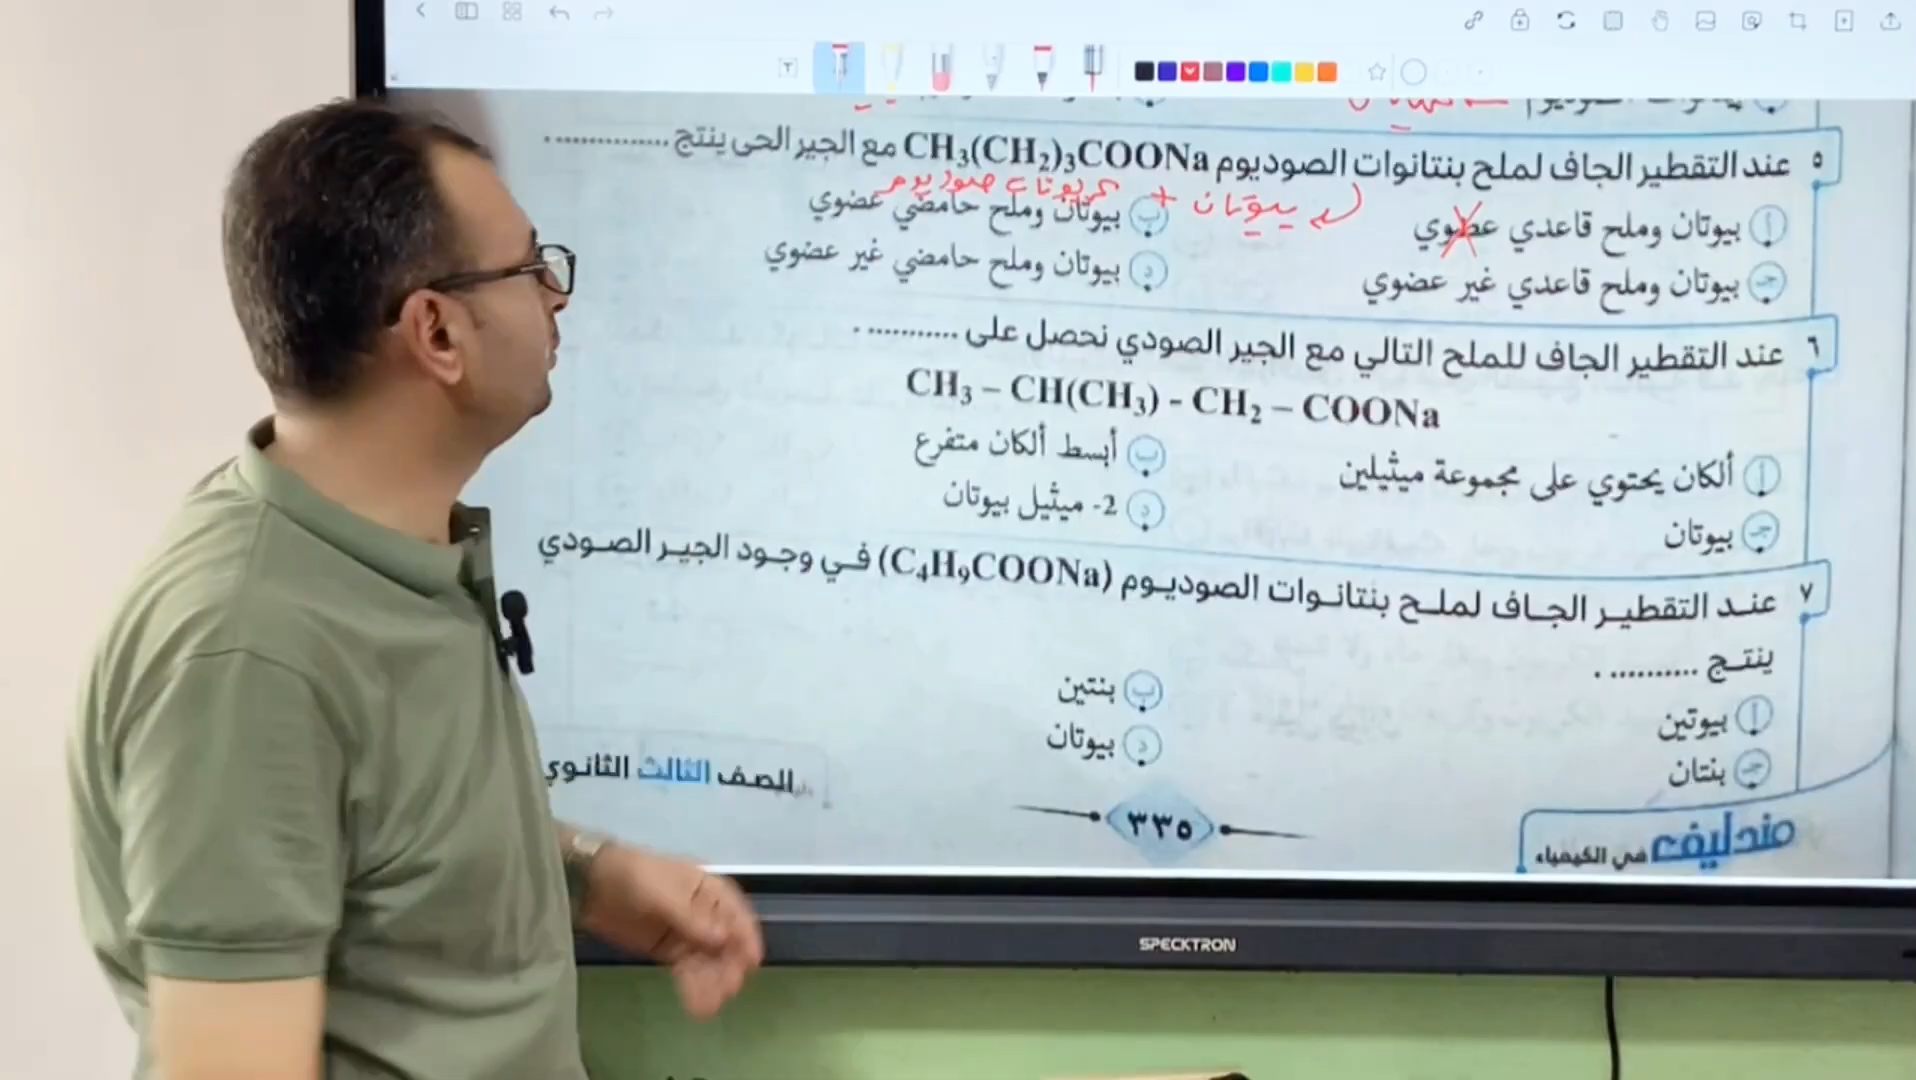 ٥ عند التقطير الجاف لملح بنتانوات الصوديوم CH₃(CH₂)₃COONa مع الجير الحى ينتج ..............
بيوتان + كربونات صوديوم
أ بيوتان وملح قاعدي عضوي
ب بيوتان وملح حامضي عضوي
جـ بيوتان وملح قاعدي غير عضوي
د بيوتان وملح حامضي غير عضوي
٦ عند التقطير الجاف للملح التالي مع الجير الصودي نحصل على ............
CH₃ – CH(CH₃) - CH₂ – COONa
أ ألكان يحتوي على مجموعة ميثيلين
ب أبسط ألكان متفرع
جـ بيوتان
د 2- ميثيل بيوتان
٧ عند التقطير الجاف لملح بنتانوات الصوديوم (C₄H₉COONa) في وجود الجير الصودي
ينتج ...........
أ بيوتين
ب بنتين
جـ بنتان
د بيوتان
الصف الثالث الثانوي
٣٣٥
مندليف في الكيمياء
SPECKTRON